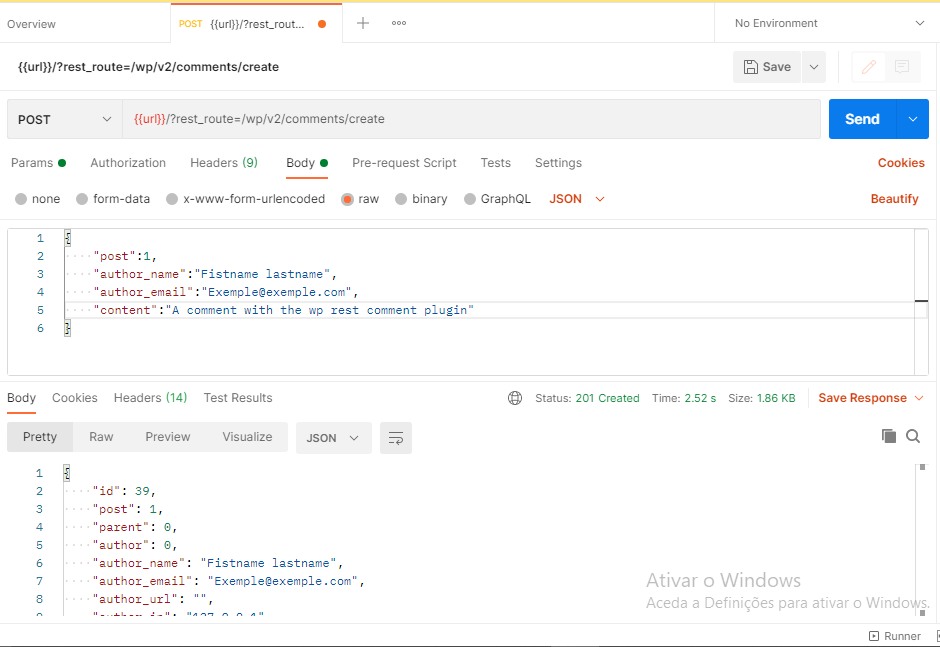 Overview
POST {{url}}/?rest_rout...
No Environment
{{url}}/?rest_route=/wp/v2/comments/create
Save
POST
{{url}}/?rest_route=/wp/v2/comments/create
Send
Params
Authorization
Headers (9)
Body
Pre-request Script
Tests
Settings
Cookies
none
form-data
x-www-form-urlencoded
raw
binary
GraphQL
JSON
Beautify
1 {
2 "post":1,
3 "author_name":"Fistname lastname",
4 "author_email":"Exemple@exemple.com",
5 "content":"A comment with the wp rest comment plugin"
6 }
Body
Cookies
Headers (14)
Test Results
Status: 201 Created
Time: 2.52 s
Size: 1.86 KB
Save Response
Pretty
Raw
Preview
Visualize
JSON
1 {
2 "id": 39,
3 "post": 1,
4 "parent": 0,
5 "author": 0,
6 "author_name": "Fistname lastname",
7 "author_email": "Exemple@exemple.com",
8 "author_url": "",
9 "author_ip": "127.0.0.1"
Ativar o Windows
Aceda a Definições para ativar o Windows.
Runner